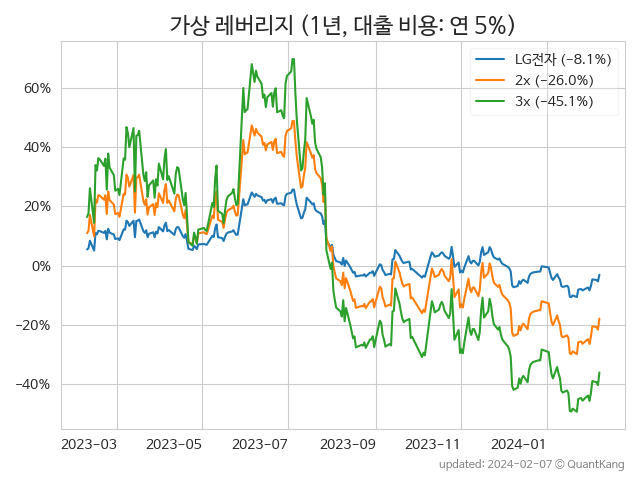 가상 레버리지 (1년, 대출 비용: 연 5%)
LG전자 (−8.1%)
2x (−26.0%)
3x (−45.1%)
60%
40%
20%
0%
−20%
−40%
2023-03 2023-05 2023-07 2023-09 2023-11 2024-01
updated: 2024-02-07 © QuantKang